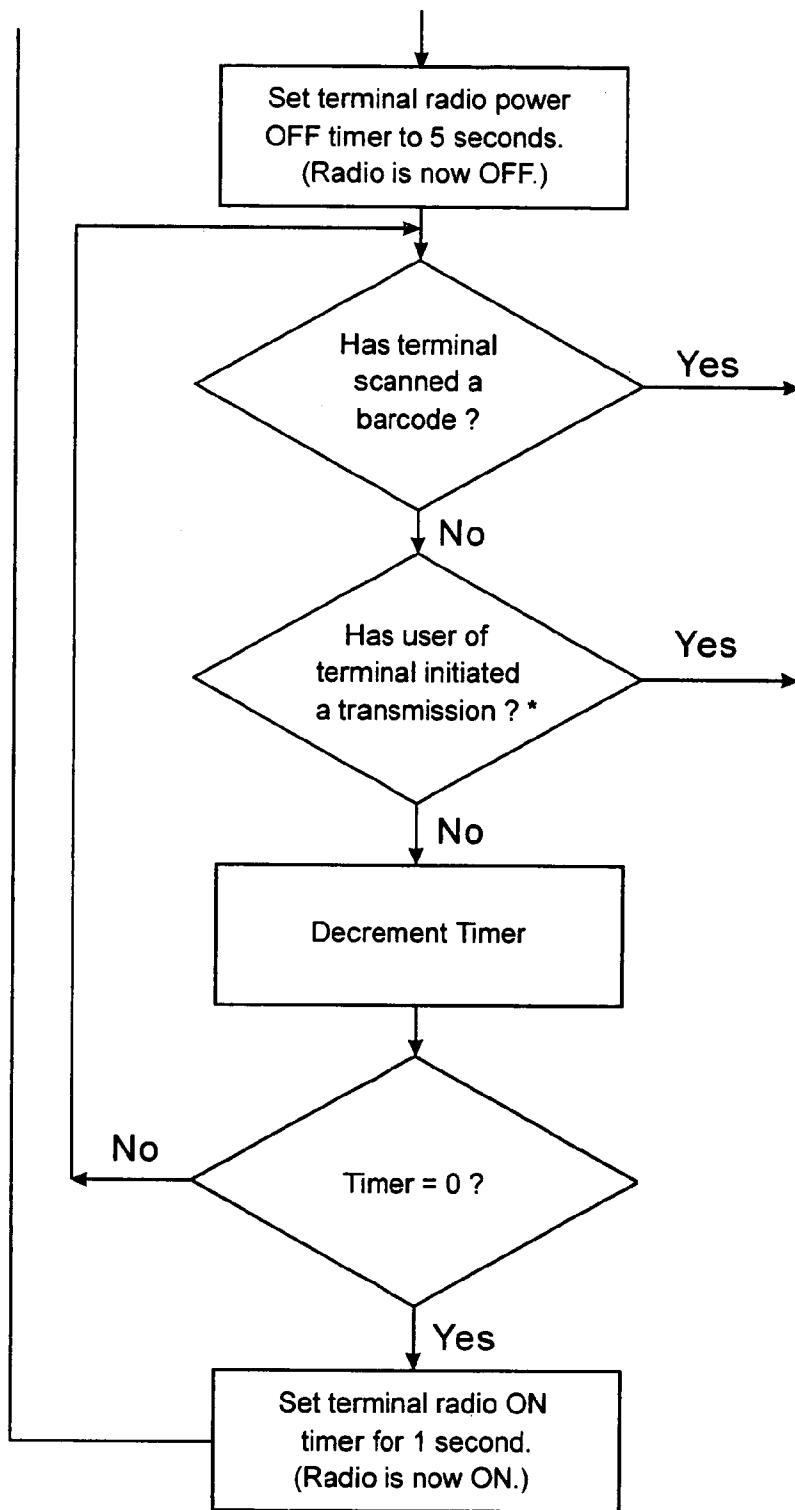 Set terminal radio power
OFF timer to 5 seconds.
(Radio is now OFF.)
Has terminal
scanned a
barcode ?
Yes
No
Has user of
terminal initiated
a transmission ? *
Yes
No
Decrement Timer
Timer = 0 ?
No
Yes
Set terminal radio ON
timer for 1 second.
(Radio is now ON.)